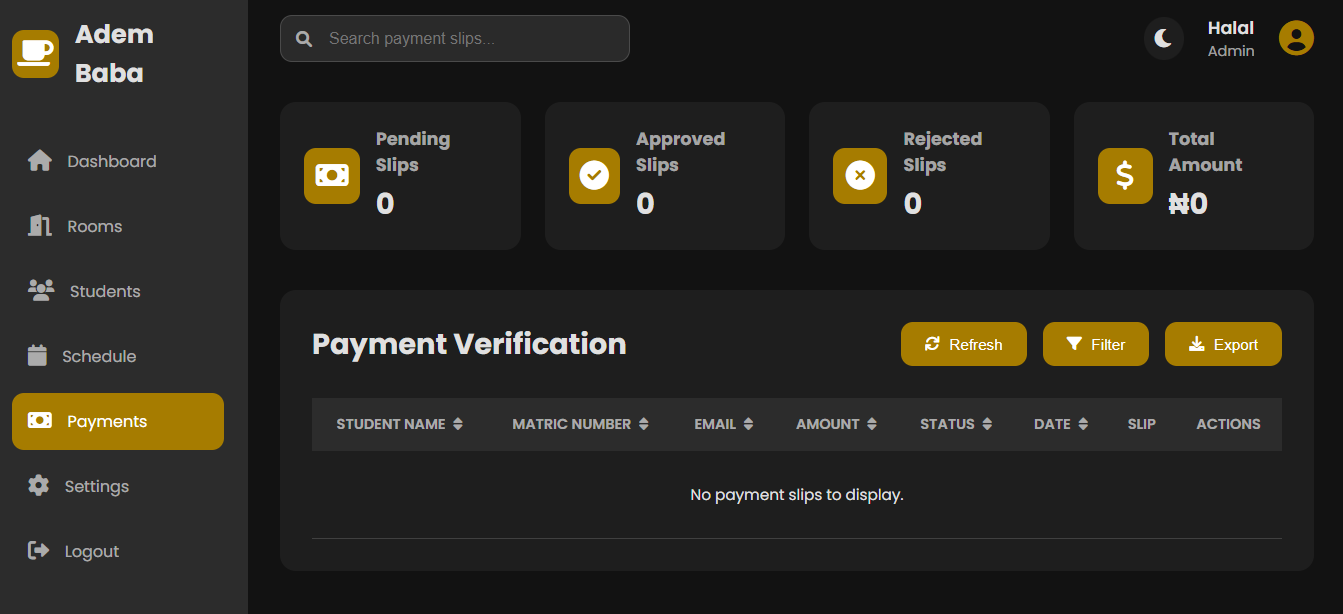 Adem
Baba
Dashboard
Rooms
Students
Schedule
Payments
Settings
Logout
Search payment slips...
Halal
Admin
Pending
Slips
0
Approved
Slips
0
Rejected
Slips
0
Total
Amount
₦0
Payment Verification
Refresh
Filter
Export
STUDENT NAME MATRIC NUMBER EMAIL AMOUNT STATUS DATE SLIP ACTIONS
No payment slips to display.